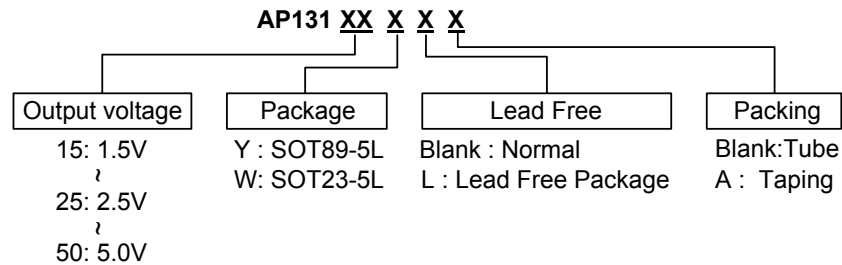 AP131 XX X X X
Output voltage Package Lead Free Packing
15: 1.5V Y : SOT89-5L Blank : Normal Blank:Tube
~ W: SOT23-5L L : Lead Free Package A : Taping
25: 2.5V
~
50: 5.0V